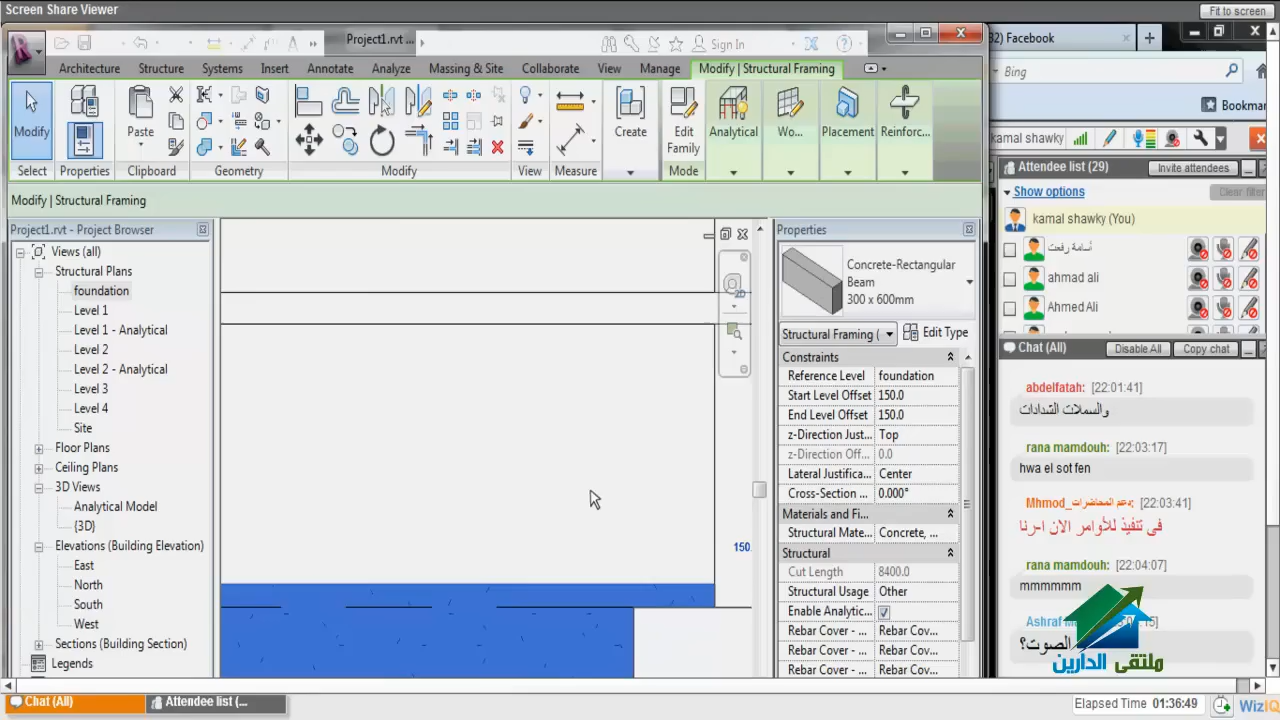 Screen Share Viewer
Fit to screen
Project1.rvt ...
Sign In
Architecture Structure Systems Insert Annotate Analyze Massing & Site Collaborate View Manage Modify | Structural Framing
Modify
Paste
Create
Edit Family
Analytical
Wo...
Placement
Reinforc...
Select Properties Clipboard Geometry Modify View Measure Mode
Modify | Structural Framing
Project1.rvt - Project Browser
Views (all)
Structural Plans
foundation
Level 1
Level 1 - Analytical
Level 2
Level 2 - Analytical
Level 3
Level 4
Site
Floor Plans
Ceiling Plans
3D Views
Analytical Model
{3D}
Elevations (Building Elevation)
East
North
South
West
Sections (Building Section)
Legends
2D
150.
Properties
Concrete-Rectangular
Beam
300 x 600mm
Structural Framing (
Edit Type
Constraints
Reference Level foundation
Start Level Offset 150.0
End Level Offset 150.0
z-Direction Just... Top
z-Direction Off... 0.0
Lateral Justifica... Center
Cross-Section ... 0.000°
Materials and Fi...
Structural Mate... Concrete, ...
Structural
Cut Length 8400.0
Structural Usage Other
Enable Analytic...
Rebar Cover - ... Rebar Cov...
Rebar Cover - ... Rebar Cov...
Rebar Cover - ... Rebar Cov...
32) Facebook
Bing
Bookmar
kamal shawky
Attendee list (29)
Invite attendees
Show options
Clear filter
kamal shawky (You)
أسامة رفعت
ahmad ali
Ahmed Ali
Chat (All)
Disable All
Copy chat
abdelfatah: [22:01:41]
والسملات الشدادات
rana mamdouh: [22:03:17]
hwa el sot fen
Mhmod_دعم المحاضرات: [22:03:41]
فى تنفيذ للأوامر الان ا-رنا
rana mamdouh: [22:04:07]
mmmmmm
Ashraf
الصوت؟
ملتقى الدارين
Chat (All)
Attendee list (...
Elapsed Time 01:36:49
WizIQ